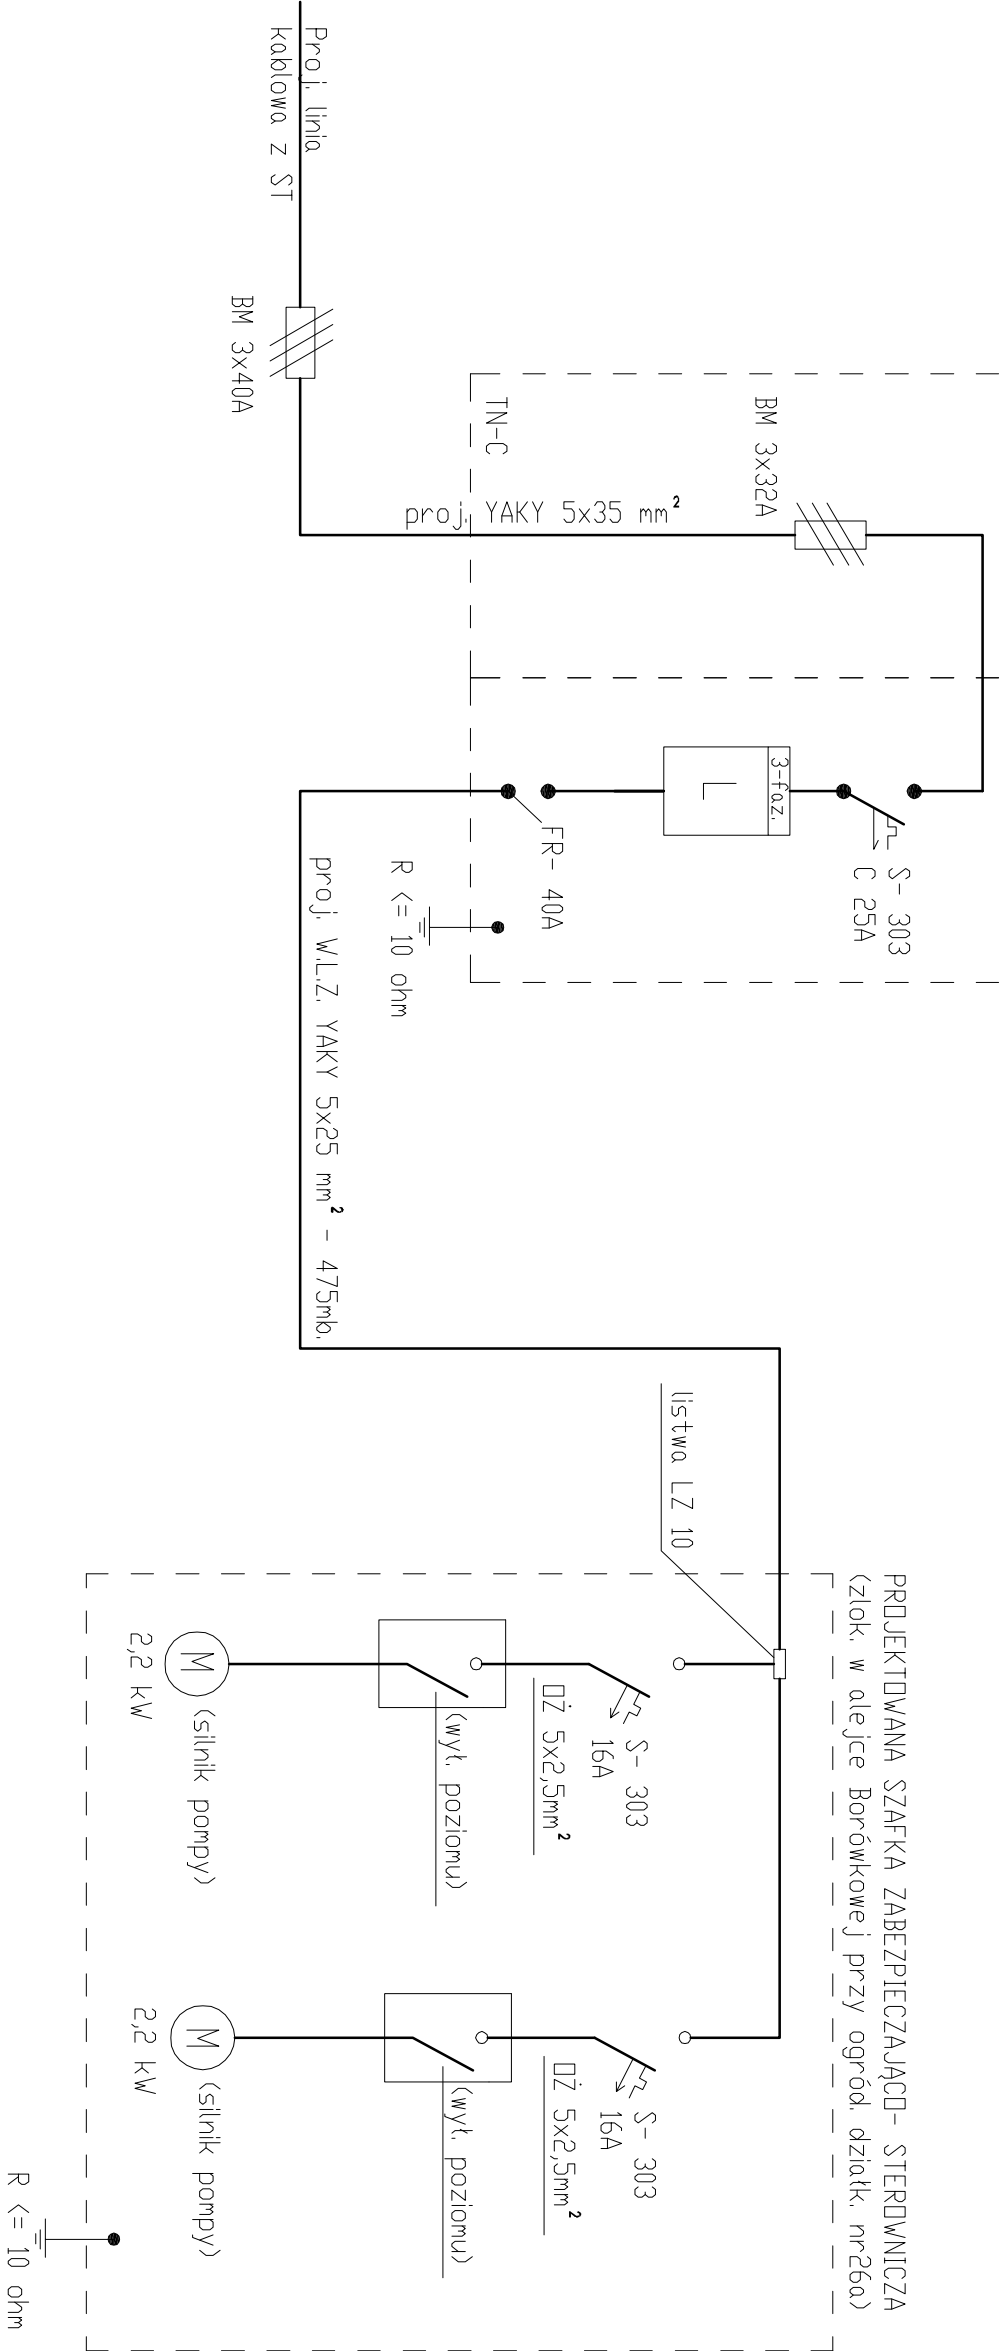 Proj. linia
kablowa z ST
BM 3x40A
TN-C
BM 3x32A
proj. YAKY 5x35 mm²
3-faz.
L
S- 303
C 25A
FR- 40A
R <= 10 ohm
proj. W.L.Z. YAKY 5x25 mm² - 475mb.
listwa LZ 10
PROJEKTOWANA SZAFKA ZABEZPIECZAJĄCO- STEROWNICZA
(zlok. w alejce Borówkowej przy ogród. działk. nr26a)
S- 303
16A
OŻ 5x2,5mm²
(wył. poziomu)
M
(silnik pompy)
2,2 kW
S- 303
16A
OŻ 5x2,5mm²
(wył. poziomu)
M
(silnik pompy)
2,2 kW
R <= 10 ohm